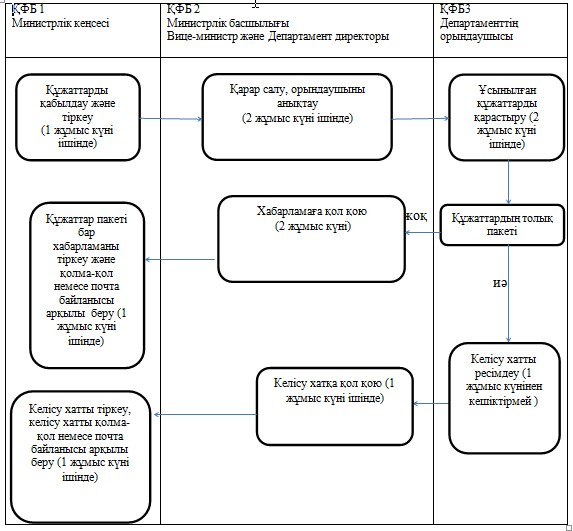 ҚФБ 1
Министрлік кеңсесі
ҚФБ 2
Министрлік басшылығы
Вице-министр және Департамент директоры
ҚФБ3
Департаменттің
орындаушысы
Құжаттарды
қабылдау және
тіркеу
(1 жұмыс күні
ійшінде)
Қарар салу, орындаушыны
анықтау
(2 жұмыс күні ішінде)
Ұсынылған
құжаттарды
қарастыру (2
жұмыс күні
ішінде)
Құжаттар пакеті
бар
хабарламаны
тіркеу және
қолма-қол
немесе почта
байланысы
арқылы беру (1
жұмыс күні
ішінде)
Хабарламаға қол қою
(2 жұмыс күні)
жоқ
Құжаттардың толық
пакеті
иә
Келісу хатты
ресімдеу (1
жұмыс күнінен
кешіктірмей )
Келісу хатқа қол қою (1
жұмыс күні ішінде)
Келісу хатты тіркеу,
келісу хатты қолма-
қол немесе почта
байланысы арқылы
беру (1 жұмыс күні
ішінде)